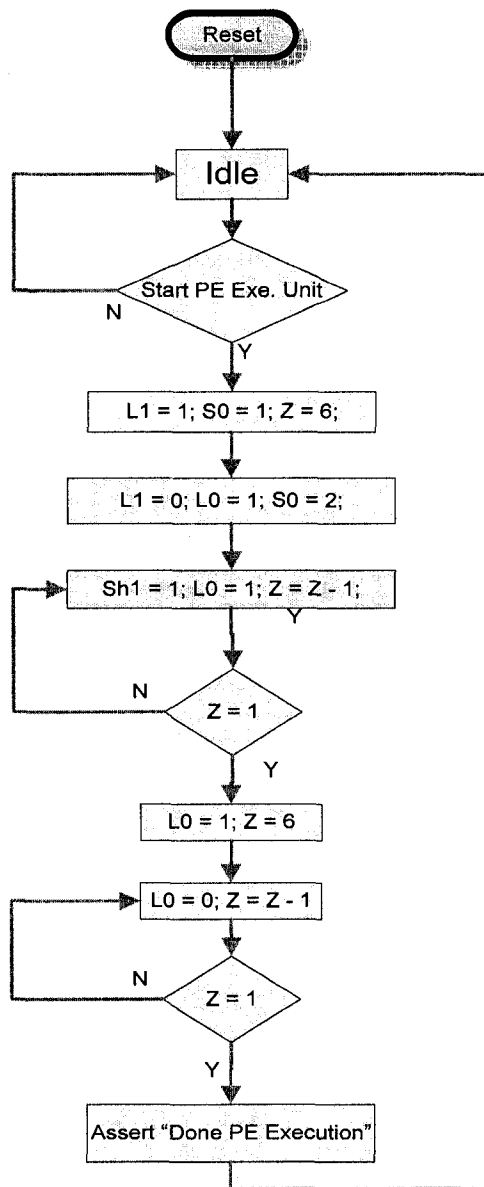 Reset
Idle
Start PE Exe. Unit
N
Y
L1 = 1; S0 = 1; Z = 6;
L1 = 0; L0 = 1; S0 = 2;
Sh1 = 1; L0 = 1; Z = Z - 1;
Y
N
Z = 1
Y
L0 = 1; Z = 6
L0 = 0; Z = Z - 1
N
Z = 1
Y
Assert “Done PE Execution”